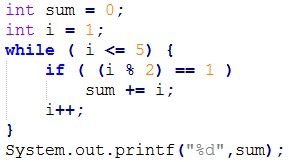 int sum = 0;
int i = 1;
while ( i <= 5) {
    if ( (i % 2) == 1 )
        sum += i;
    i++;
}
System.out.printf("%d",sum);